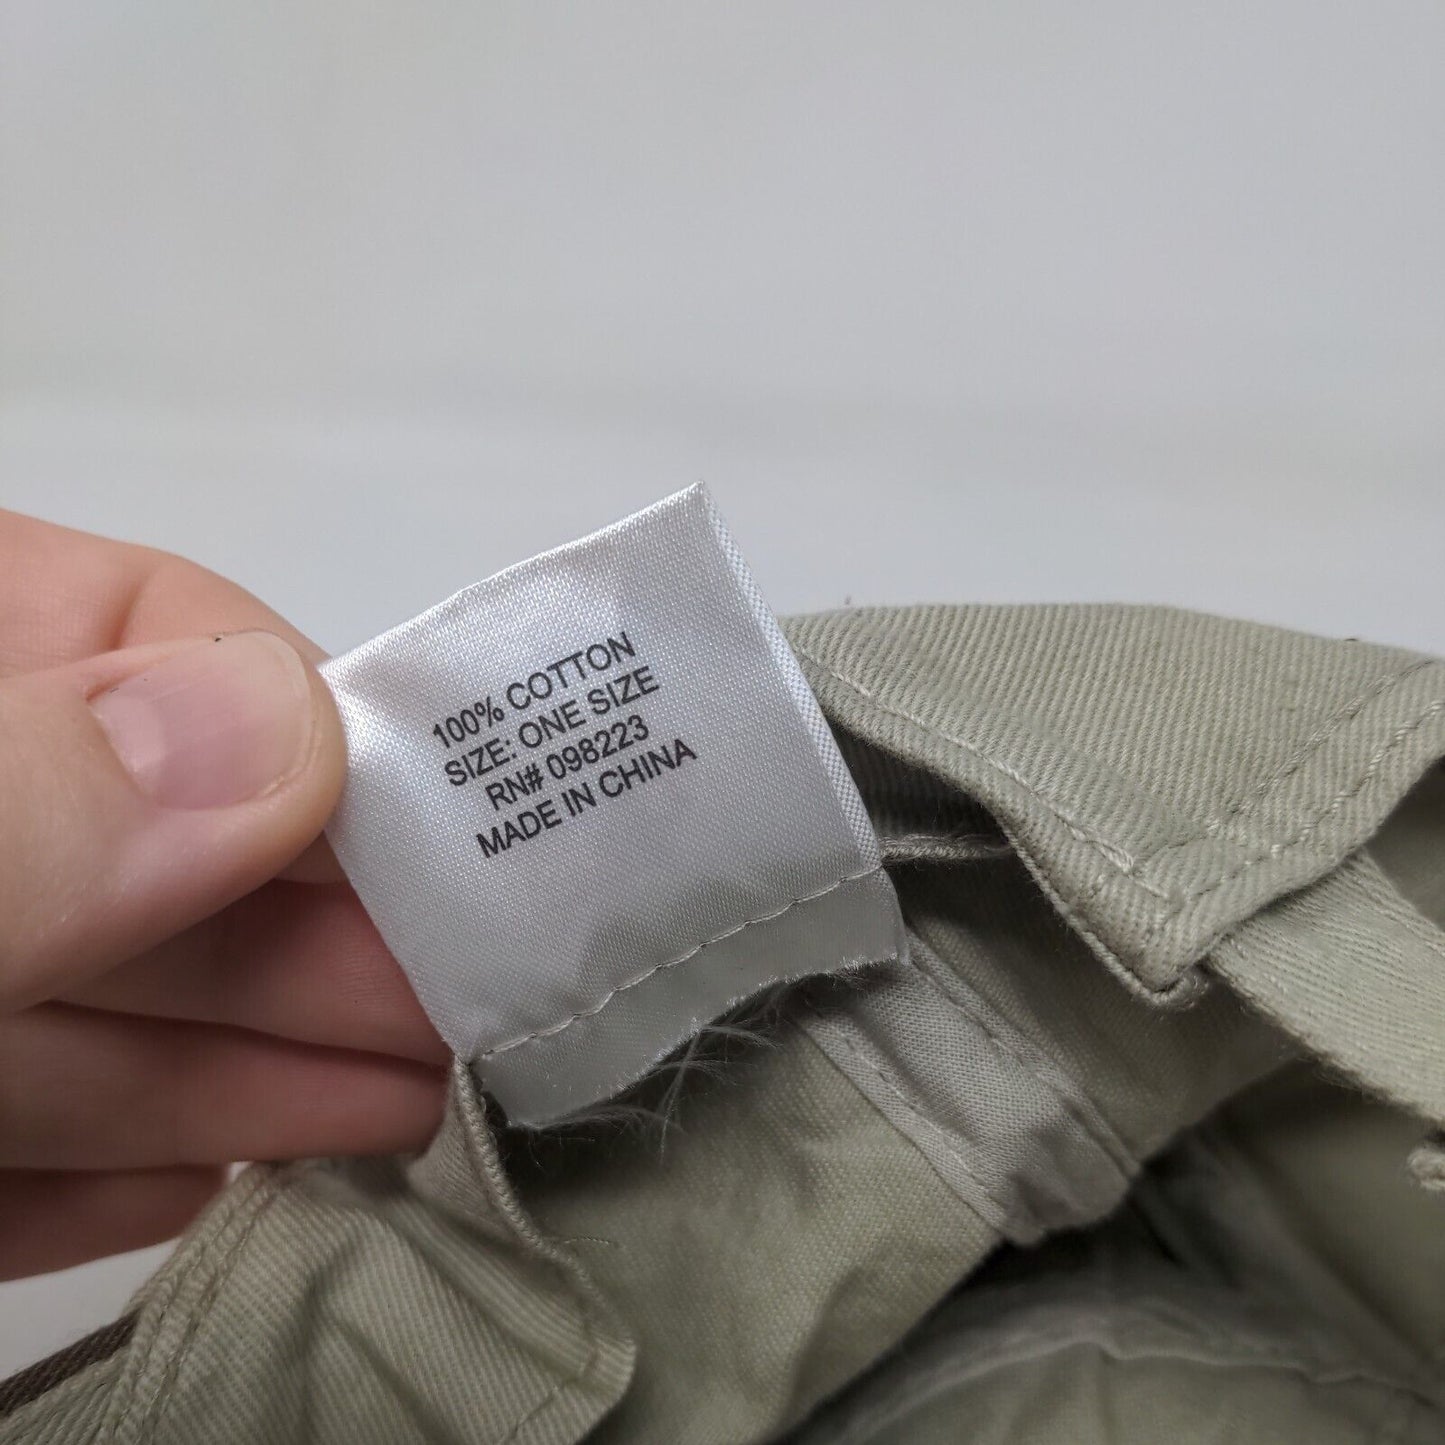 100% COTTON
SIZE: ONE SIZE
RN# 098223
MADE IN CHINA